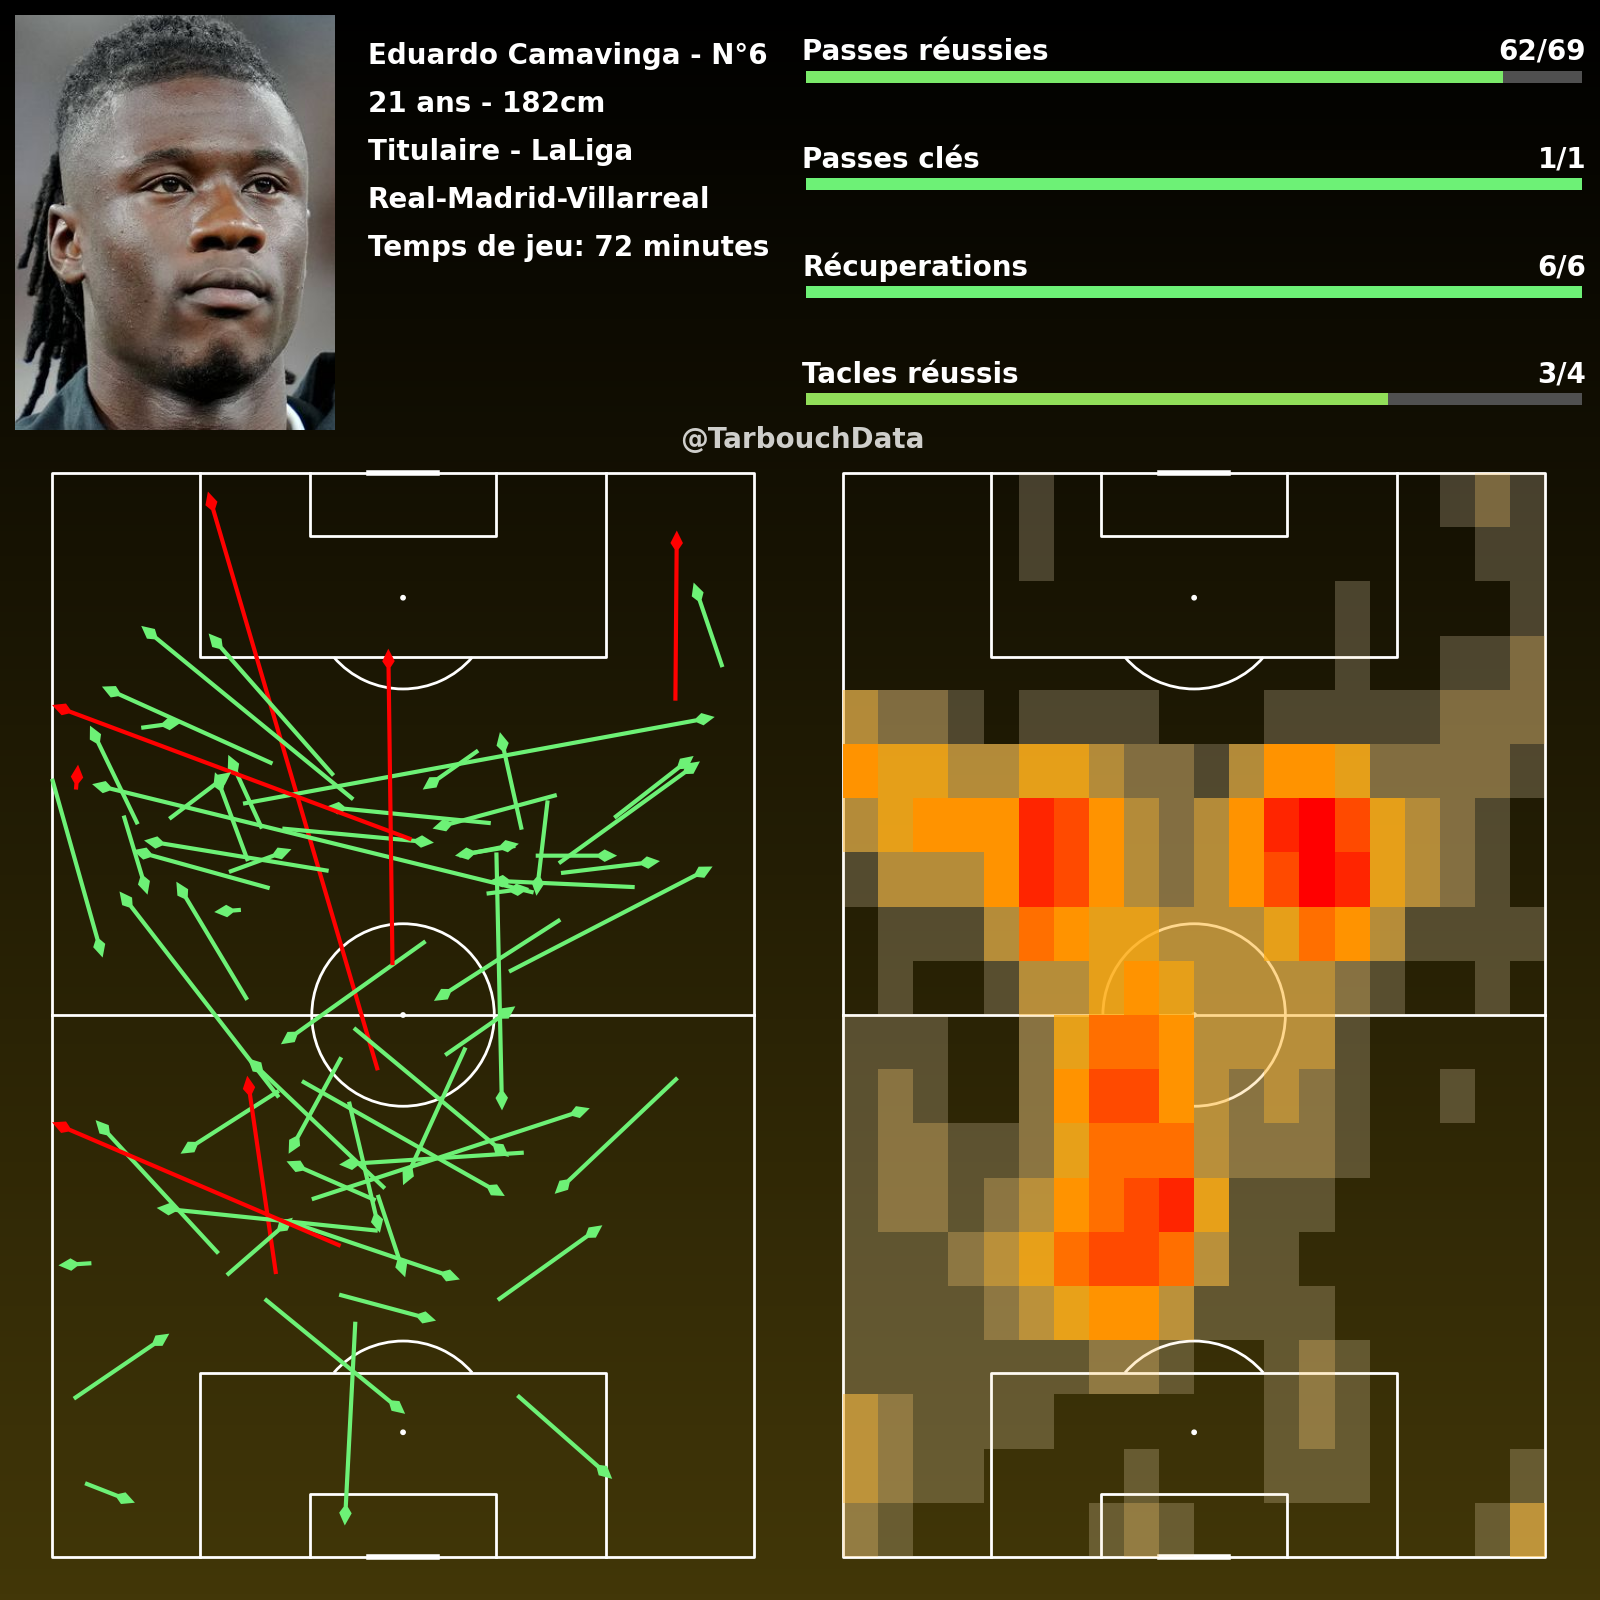 Eduardo Camavinga - N°6
21 ans - 182cm
Titulaire - LaLiga
Real-Madrid-Villarreal
Temps de jeu: 72 minutes
Passes réussies 62/69
Passes clés 1/1
Récuperations 6/6
Tacles réussis 3/4
@TarbouchData